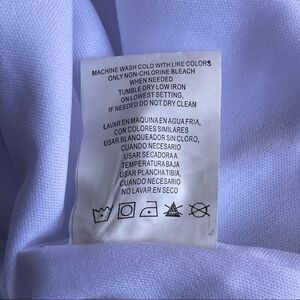 MACHINE WASH COLD WITH LIKE COLORS
ONLY NON-CHLORINE BLEACH
WHEN NEEDED
TUMBLE DRY LOW IRON
ON LOWEST SETTING,
IF NEEDED DO NOT DRY CLEAN
LAVAR EN MAQUINA EN AGUA FRIA,
CON COLORES SIMILARES
USAR BLANQUEADOR SIN CLORO,
CUANDO NECESARIO
USAR SECADORA A
TEMPERATURA BAJA
USAR PLANCHA TIBIA,
CUANDO NECESARIO
NO LAVAR EN SECO